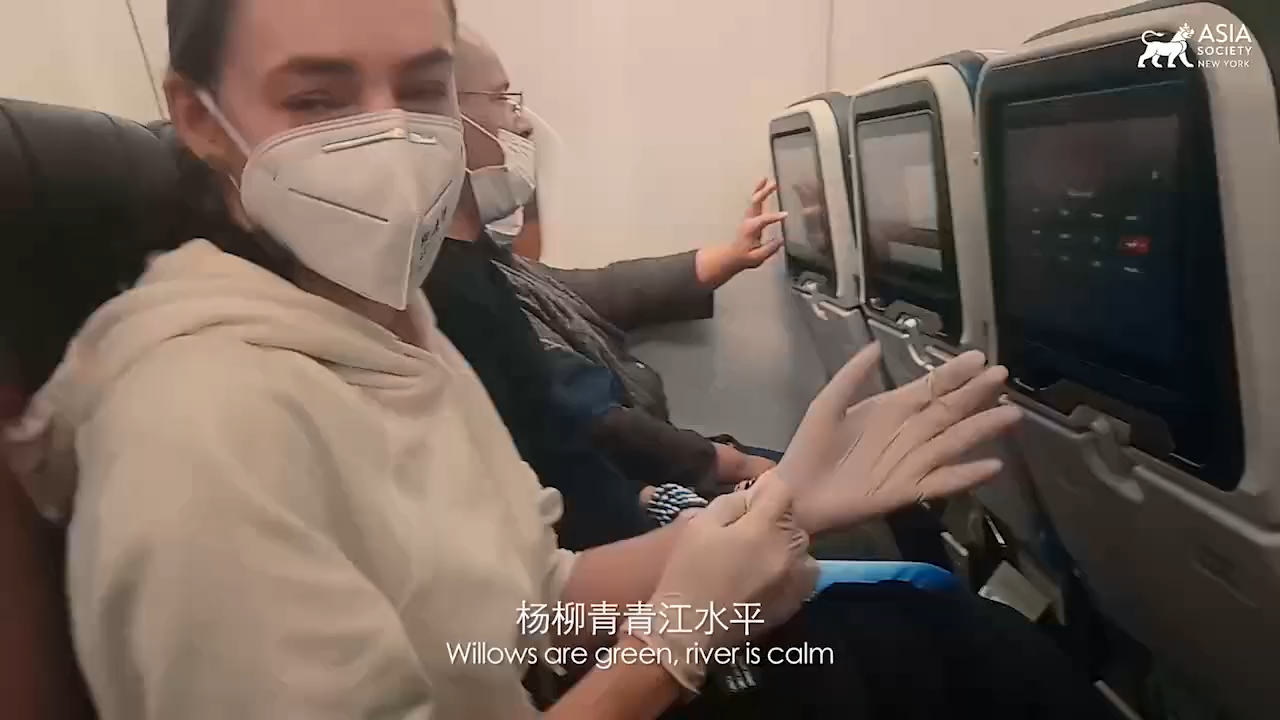 ASIA
SOCIETY
NEW YORK
杨柳青青江水平
Willows are green, river is calm